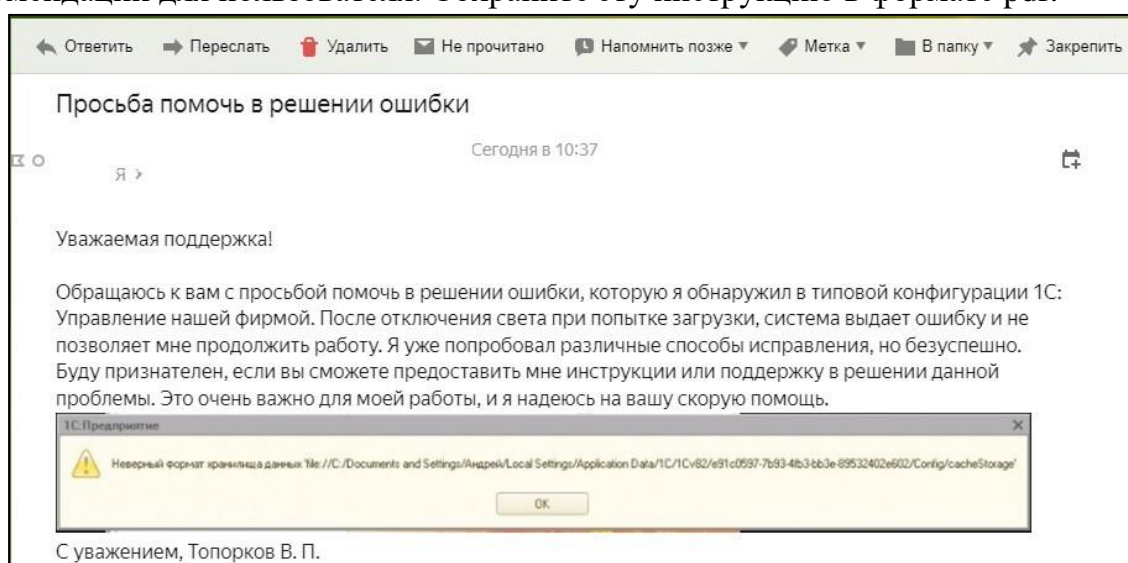 мендации для пользователя. Сохраните эту инструкцию в формате pdf.
Ответить Переслать Удалить Не прочитано Напомнить позже Метка В папку Закрепить
Просьба помочь в решении ошибки
Сегодня в 10:37
Я >
Уважаемая поддержка!
Обращаюсь к вам с просьбой помочь в решении ошибки, которую я обнаружил в типовой конфигурации 1С:
Управление нашей фирмой. После отключения света при попытке загрузки, система выдает ошибку и не
позволяет мне продолжить работу. Я уже попробовал различные способы исправления, но безуспешно.
Буду признателен, если вы сможете предоставить мне инструкции или поддержку в решении данной
проблемы. Это очень важно для моей работы, и я надеюсь на вашу скорую помощь.
1С:Предприятие
Неверный формат хранилища данных 'file://C:/Documents and Settings/Андрей/Local Settings/Application Data/1C/1Cv82/e91c0597-7b93-4fb3-bb3e-89532402e602/Config/cacheStorage'
OK
С уважением, Топорков В. П.